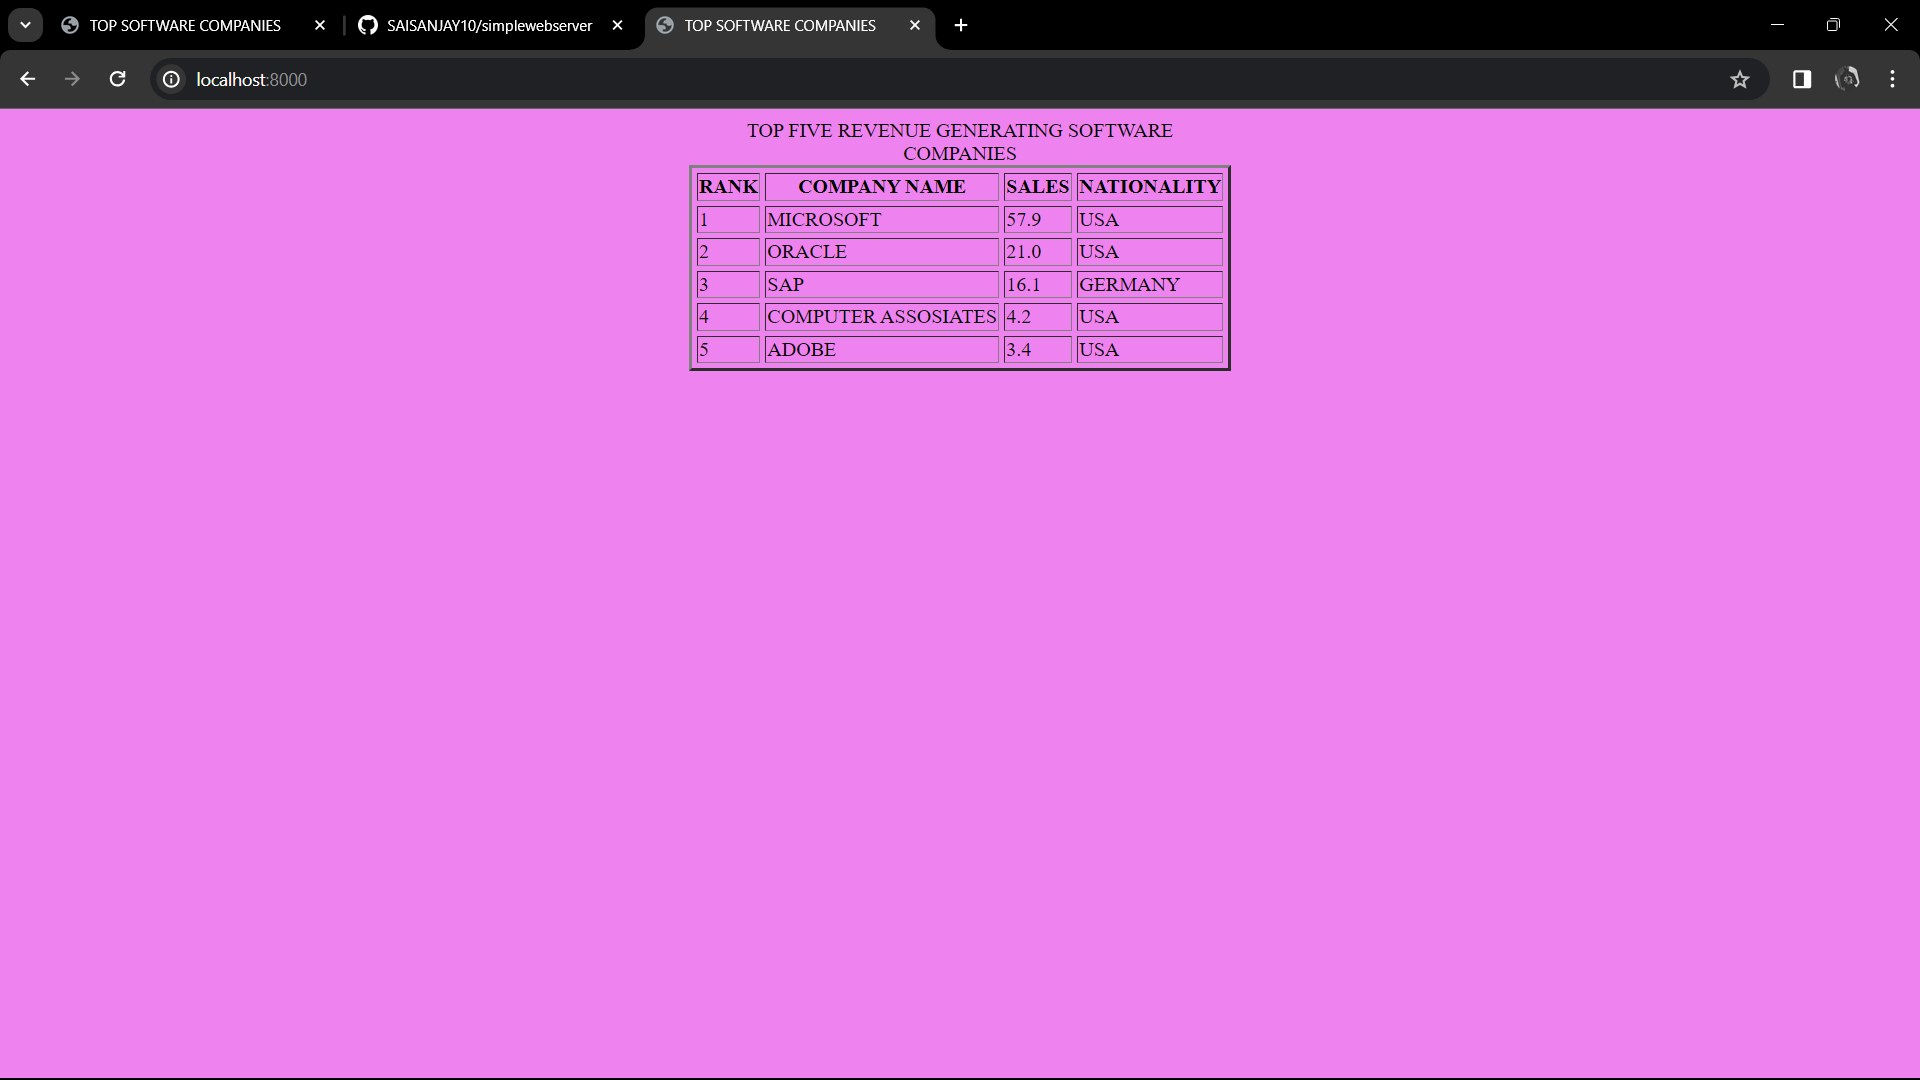 TOP SOFTWARE COMPANIES
SAISANJAY10/simplewebserver
TOP SOFTWARE COMPANIES
localhost:8000
TOP FIVE REVENUE GENERATING SOFTWARE
COMPANIES
RANK COMPANY NAME SALES NATIONALITY
1 MICROSOFT 57.9 USA
2 ORACLE 21.0 USA
3 SAP 16.1 GERMANY
4 COMPUTER ASSOSIATES 4.2 USA
5 ADOBE 3.4 USA